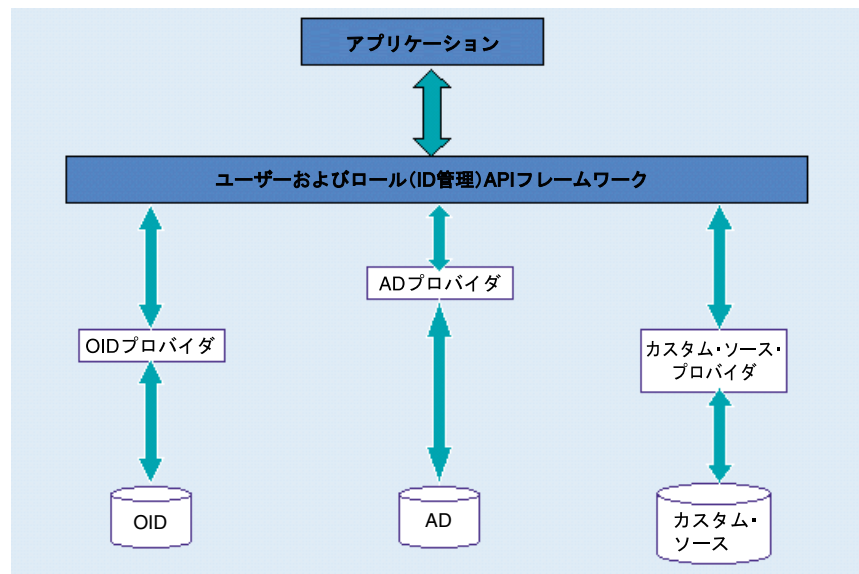 アプリケーション
ユーザーおよびロール(ID管理)APIフレームワーク
ADプロバイダ
OIDプロバイダ
カスタム・ソース・
プロバイダ
OID
AD
カスタム・
ソース